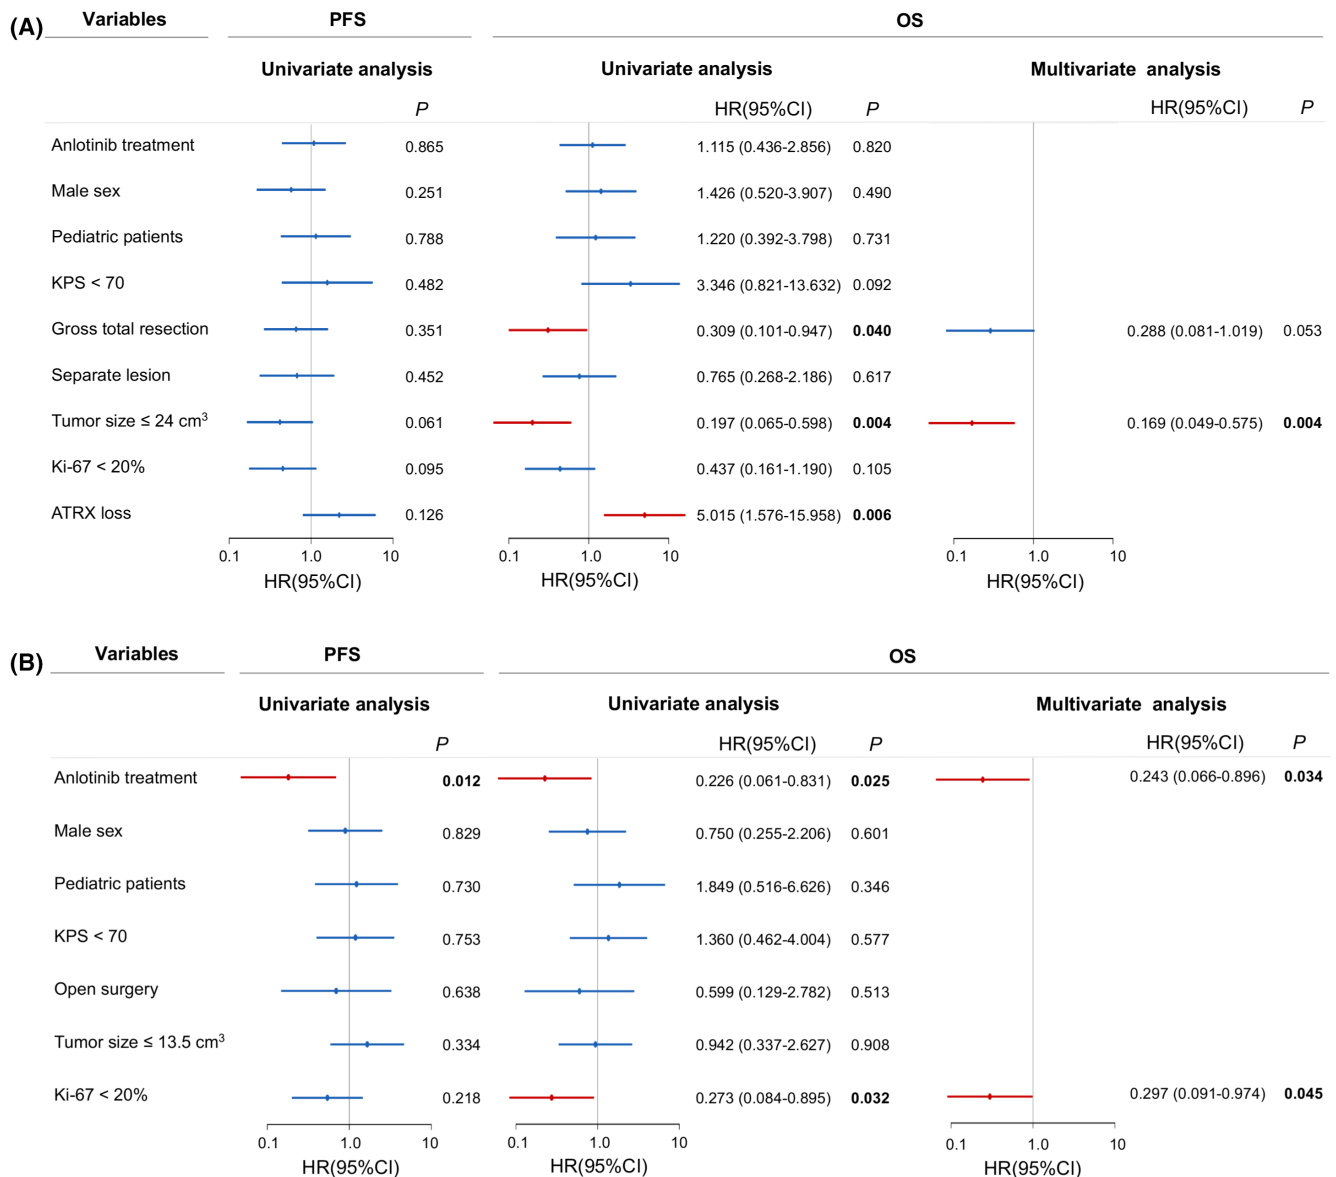 (A) Variables PFS OS
Univariate analysis Univariate analysis Multivariate analysis
P HR(95%CI) P HR(95%CI) P
Anlotinib treatment 0.865 1.115 (0.436-2.856) 0.820
Male sex 0.251 1.426 (0.520-3.907) 0.490
Pediatric patients 0.788 1.220 (0.392-3.798) 0.731
KPS < 70 0.482 3.346 (0.821-13.632) 0.092
Gross total resection 0.351 0.309 (0.101-0.947) 0.040 0.288 (0.081-1.019) 0.053
Separate lesion 0.452 0.765 (0.268-2.186) 0.617
Tumor size ≤ 24 cm³ 0.061 0.197 (0.065-0.598) 0.004 0.169 (0.049-0.575) 0.004
Ki-67 < 20% 0.095 0.437 (0.161-1.190) 0.105
ATRX loss 0.126 5.015 (1.576-15.958) 0.006
0.1 1.0 10 0.1 1.0 10 0.1 1.0 10
HR(95%CI) HR(95%CI) HR(95%CI)
(B) Variables PFS OS
Univariate analysis Univariate analysis Multivariate analysis
P HR(95%CI) P HR(95%CI) P
Anlotinib treatment 0.012 0.226 (0.061-0.831) 0.025 0.243 (0.066-0.896) 0.034
Male sex 0.829 0.750 (0.255-2.206) 0.601
Pediatric patients 0.730 1.849 (0.516-6.626) 0.346
KPS < 70 0.753 1.360 (0.462-4.004) 0.577
Open surgery 0.638 0.599 (0.129-2.782) 0.513
Tumor size ≤ 13.5 cm³ 0.334 0.942 (0.337-2.627) 0.908
Ki-67 < 20% 0.218 0.273 (0.084-0.895) 0.032 0.297 (0.091-0.974) 0.045
0.1 1.0 10 0.1 1.0 10 0.1 1.0 10
HR(95%CI) HR(95%CI) HR(95%CI)